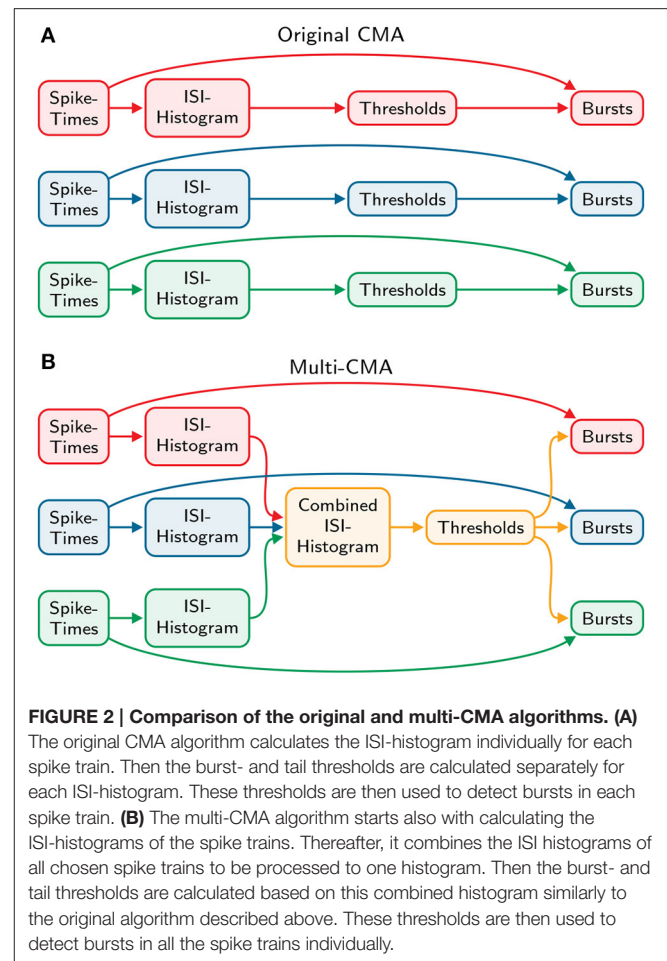 A
Original CMA
Spike-
Times
ISI-
Histogram
Thresholds
Bursts
Spike-
Times
ISI-
Histogram
Thresholds
Bursts
Spike-
Times
ISI-
Histogram
Thresholds
Bursts
B
Multi-CMA
Spike-
Times
ISI-
Histogram
Bursts
Spike-
Times
ISI-
Histogram
Combined
ISI-
Histogram
Thresholds
Bursts
Spike-
Times
ISI-
Histogram
Bursts
FIGURE 2 | Comparison of the original and multi-CMA algorithms. (A)
The original CMA algorithm calculates the ISI-histogram individually for each
spike train. Then the burst- and tail thresholds are calculated separately for
each ISI-histogram. These thresholds are then used to detect bursts in each
spike train. (B) The multi-CMA algorithm starts also with calculating the
ISI-histograms of the spike trains. Thereafter, it combines the ISI histograms of
all chosen spike trains to be processed to one histogram. Then the burst- and
tail thresholds are calculated based on this combined histogram similarly to
the original algorithm described above. These thresholds are then used to
detect bursts in all the spike trains individually.